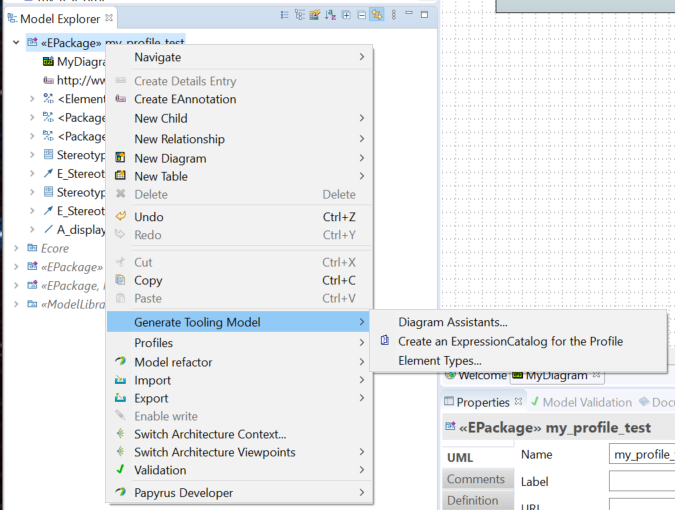 Model Explorer
«EPackage» my_profile_test
MyDiagra
http://ww
<Element
<Package
<Package
Stereotyp
E_Stereot
Stereotyp
E_Stereot
A_display
Ecore
«EPackage»
«EPackage,
«ModelLibra
Navigate
Create Details Entry
Create EAnnotation
New Child
New Relationship
New Diagram
New Table
Delete Delete
Undo Ctrl+Z
Redo Ctrl+Y
Cut Ctrl+X
Copy Ctrl+C
Paste Ctrl+V
Generate Tooling Model
Profiles
Model refactor
Import
Export
Enable write
Switch Architecture Context...
Switch Architecture Viewpoints
Validation
Papyrus Developer
Diagram Assistants...
Create an ExpressionCatalog for the Profile
Element Types...
Welcome MyDiagram
Properties Model Validation Docu
«EPackage» my_profile_test
UML
Comments
Definition
Name my_profile_
Label
URI